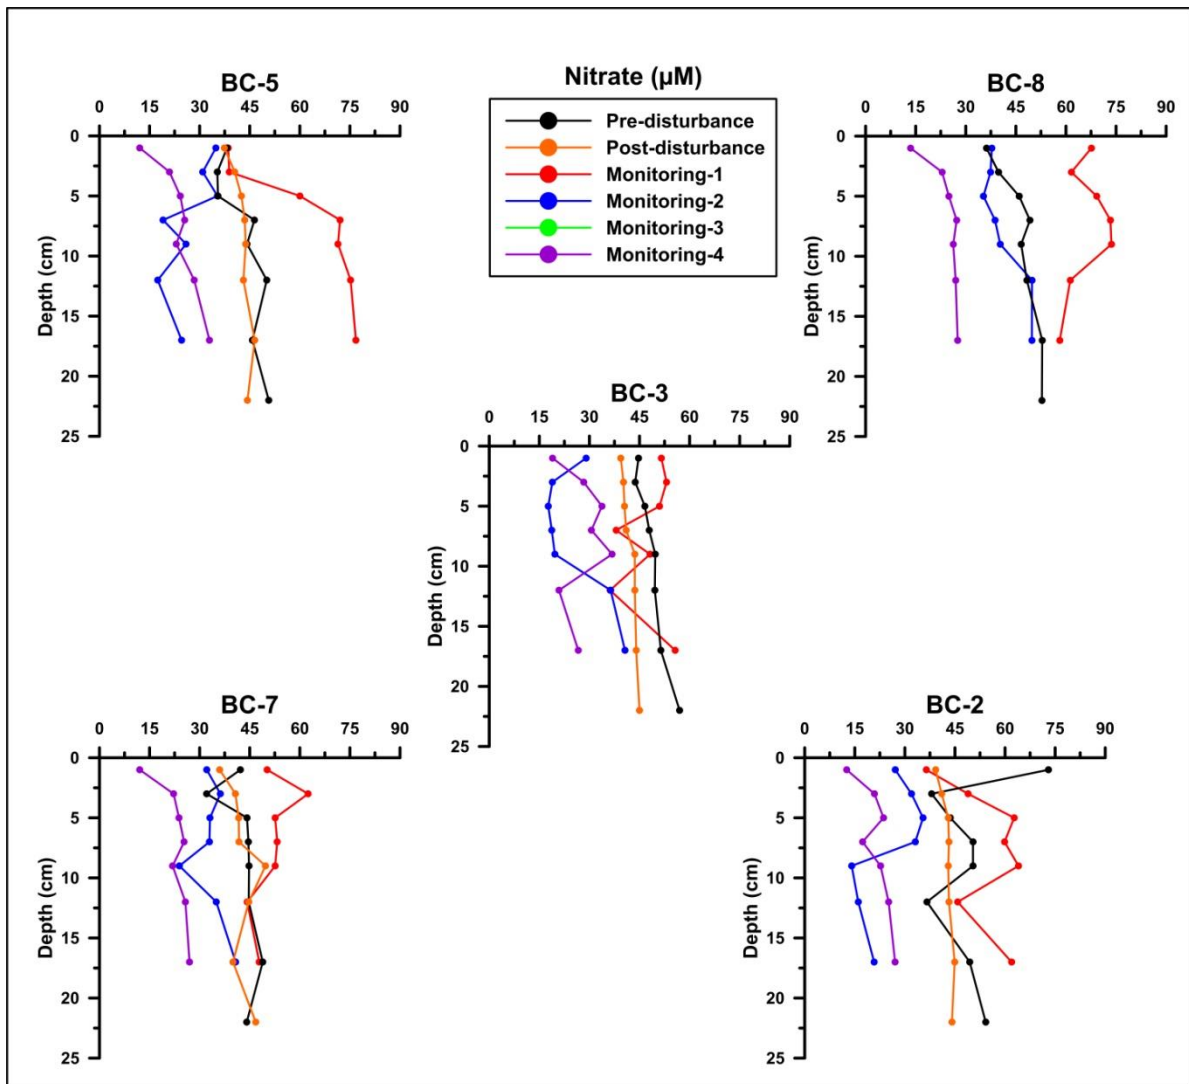 Nitrate (µM)
Pre-disturbance
Post-disturbance
Monitoring-1
Monitoring-2
Monitoring-3
Monitoring-4
BC-5
0 15 30 45 60 75 90
0
5
10
15
20
25
Depth (cm)
BC-8
0 15 30 45 60 75 90
0
5
10
15
20
25
Depth (cm)
BC-3
0 15 30 45 60 75 90
0
5
10
15
20
25
Depth (cm)
BC-7
0 15 30 45 60 75 90
0
5
10
15
20
25
Depth (cm)
BC-2
0 15 30 45 60 75 90
0
5
10
15
20
25
Depth (cm)